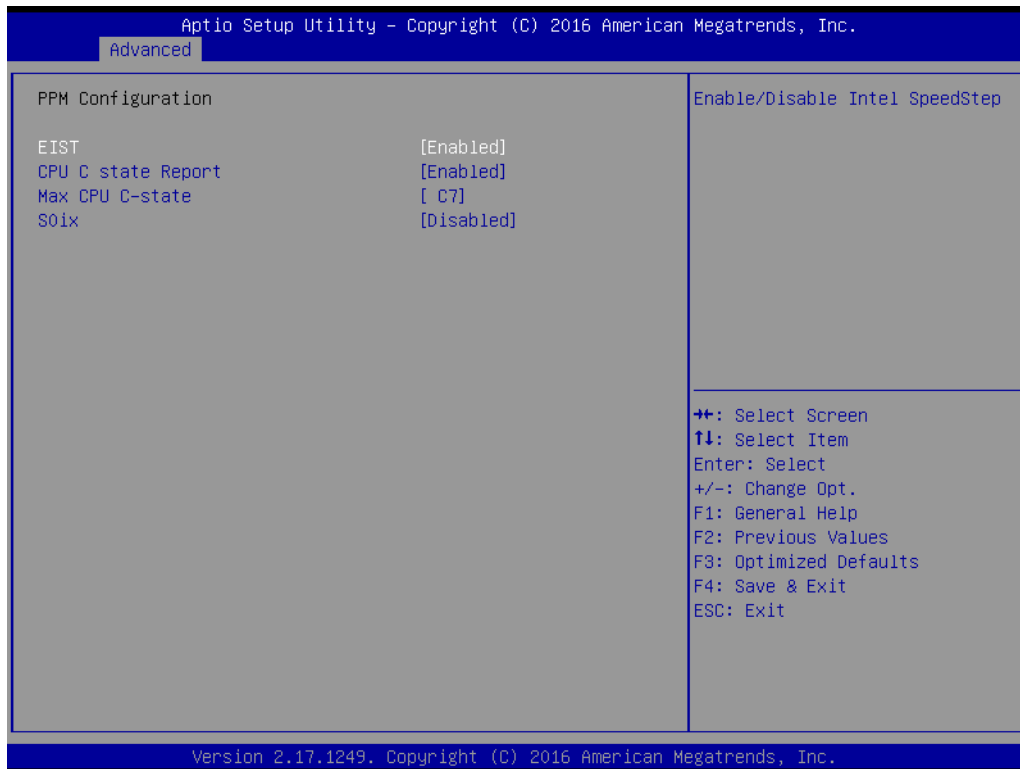 Aptio Setup Utility – Copyright (C) 2016 American Megatrends, Inc.
Advanced
PPM Configuration
EIST [Enabled]
CPU C state Report [Enabled]
Max CPU C-state [ C7]
S0ix [Disabled]
Enable/Disable Intel SpeedStep
→←: Select Screen
↑↓: Select Item
Enter: Select
+/-: Change Opt.
F1: General Help
F2: Previous Values
F3: Optimized Defaults
F4: Save & Exit
ESC: Exit
Version 2.17.1249. Copyright (C) 2016 American Megatrends, Inc.